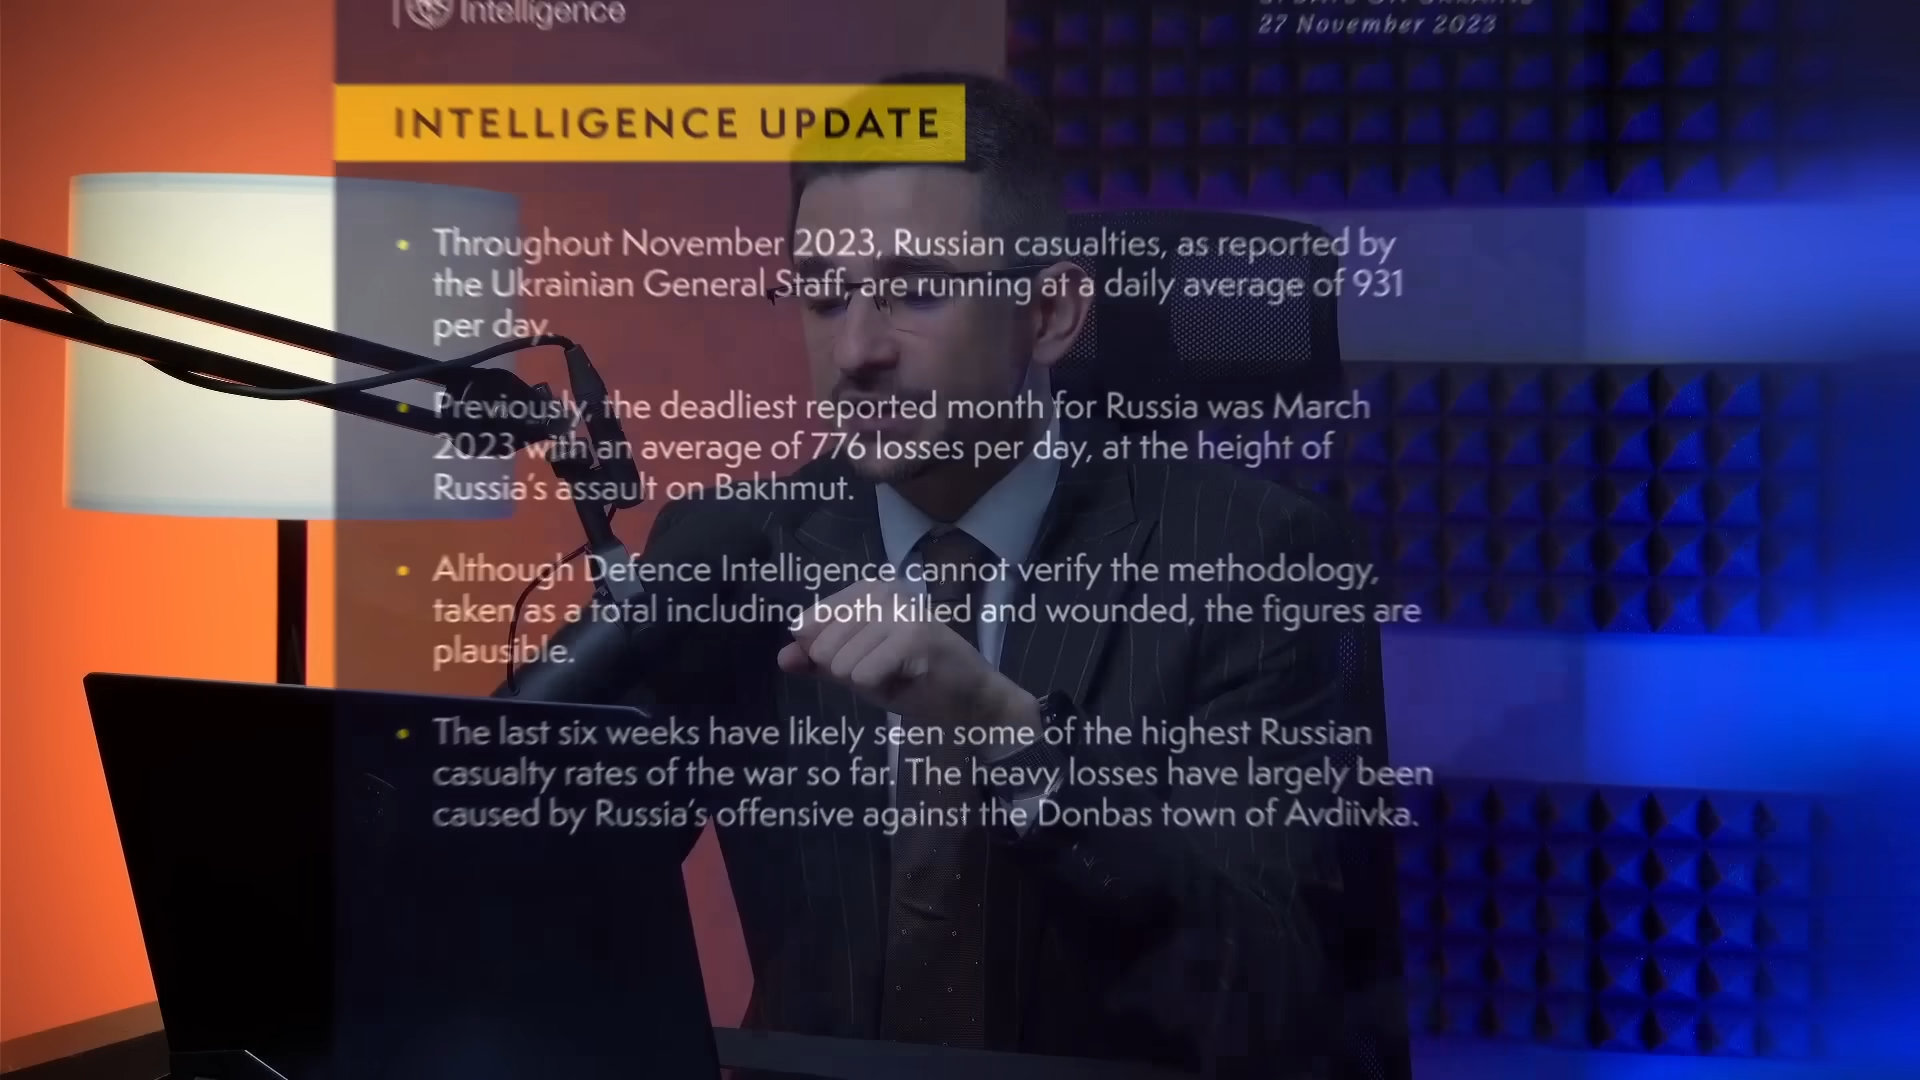 Intelligence
27 November 2023
INTELLIGENCE UPDATE
• Throughout November 2023, Russian casualties, as reported by
the Ukrainian General Staff, are running at a daily average of 931
per day.
• Previously, the deadliest reported month for Russia was March
2023 with an average of 776 losses per day, at the height of
Russia's assault on Bakhmut.
• Although Defence Intelligence cannot verify the methodology,
taken as a total including both killed and wounded, the figures are
plausible.
• The last six weeks have likely seen some of the highest Russian
casualty rates of the war so far. The heavy losses have largely been
caused by Russia's offensive against the Donbas town of Avdiivka.